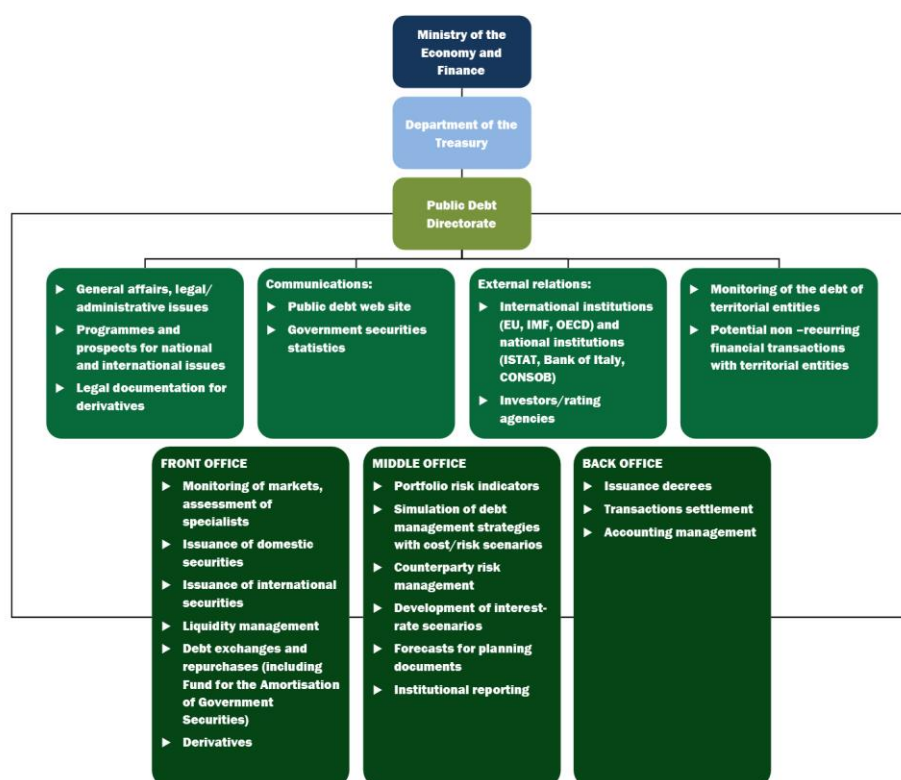 Ministry of the
Economy and
Finance
Department of the
Treasury
Public Debt
Directorate
▶ General affairs, legal/
administrative issues
▶ Programmes and
prospects for national
and international issues
▶ Legal documentation for
derivatives
Communications:
▶ Public debt web site
▶ Government securities
statistics
External relations:
▶ International institutions
(EU, IMF, OECD) and
national institutions
(ISTAT, Bank of Italy,
CONSOB)
▶ Investors/rating
agencies
▶ Monitoring of the debt of
territorial entities
▶ Potential non –recurring
financial transactions
with territorial entities
FRONT OFFICE
▶ Monitoring of markets,
assessment of
specialists
▶ Issuance of domestic
securities
▶ Issuance of international
securities
▶ Liquidity management
▶ Debt exchanges and
repurchases (including
Fund for the Amortisation
of Government
Securities)
▶ Derivatives
MIDDLE OFFICE
▶ Portfolio risk indicators
▶ Simulation of debt
management strategies
with cost/risk scenarios
▶ Counterparty risk
management
▶ Development of interest-
rate scenarios
▶ Forecasts for planning
documents
▶ Institutional reporting
BACK OFFICE
▶ Issuance decrees
▶ Transactions settlement
▶ Accounting management